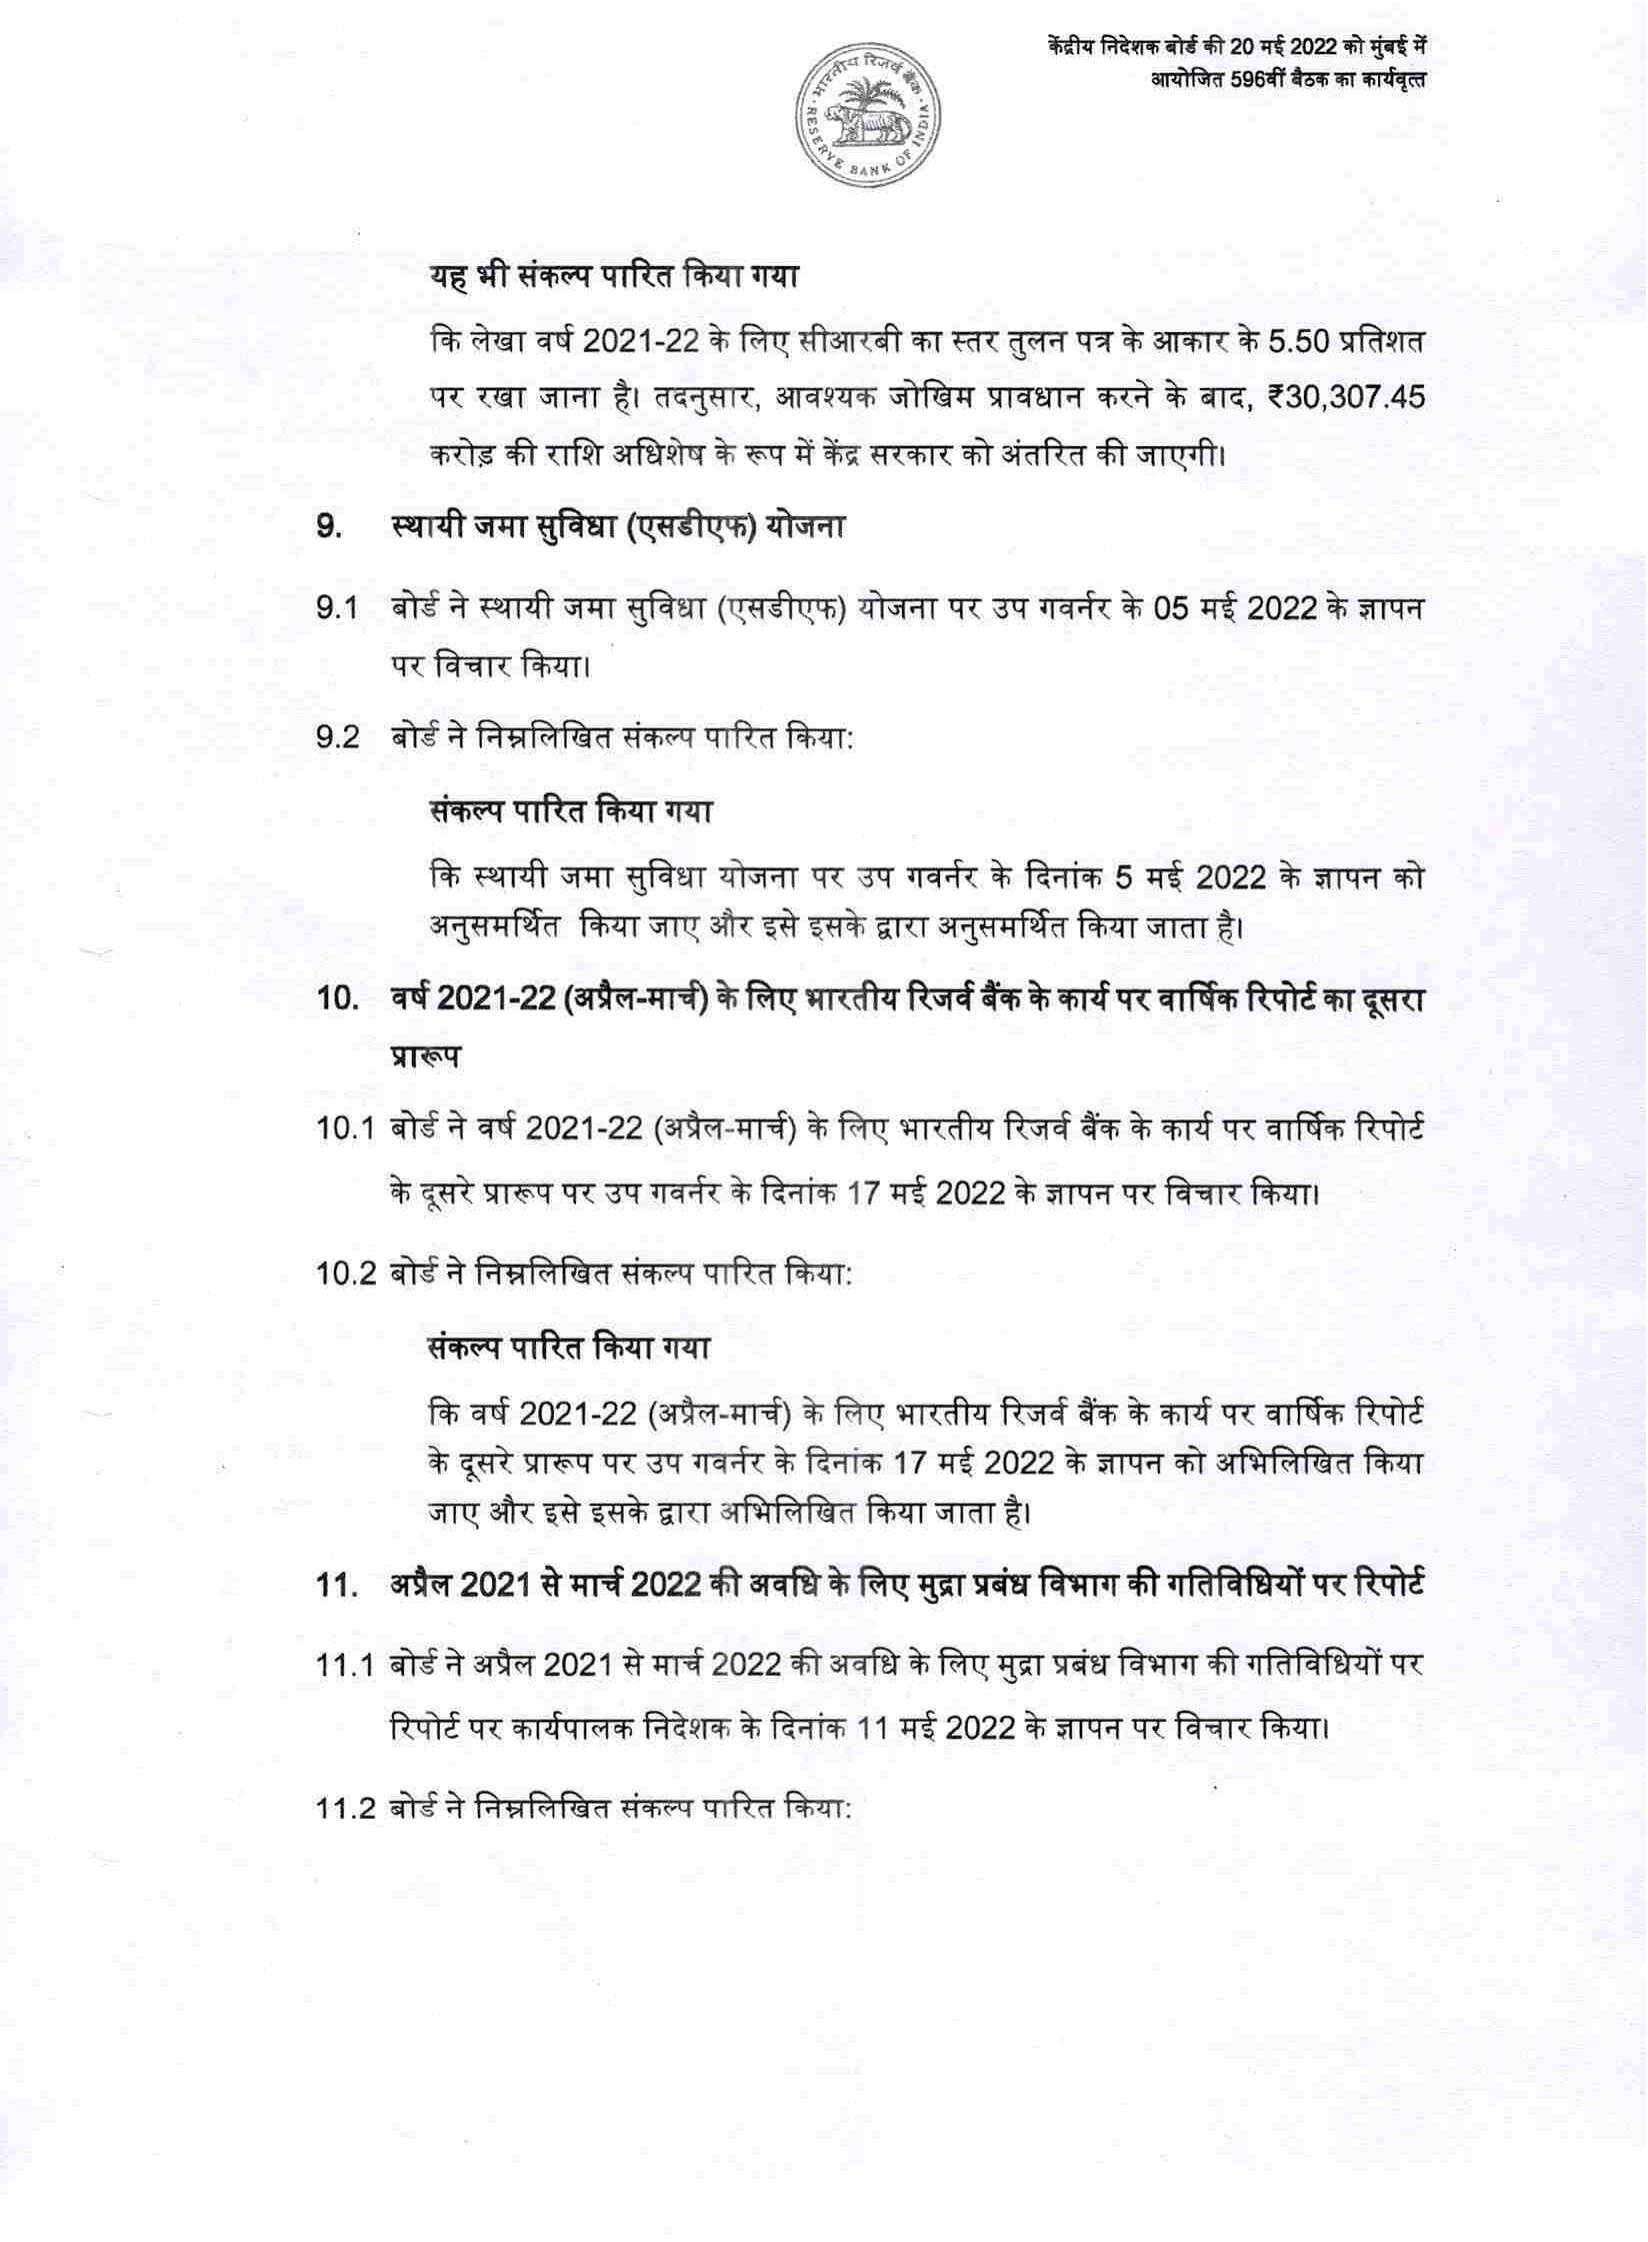 केंद्रीय निदेशक बोर्ड की 20 मई 2022 को मुंबई में
आयोजित 596वीं बैठक का कार्यवृत्त
भारतीय रिजर्व बैंक
RESERVE BANK OF INDIA
यह भी संकल्प पारित किया गया
कि लेखा वर्ष 2021-22 के लिए सीआरबी का स्तर तुलन पत्र के आकार के 5.50 प्रतिशत
पर रखा जाना है। तदनुसार, आवश्यक जोखिम प्रावधान करने के बाद, ₹30,307.45
करोड़ की राशि अधिशेष के रूप में केंद्र सरकार को अंतरित की जाएगी।
9. स्थायी जमा सुविधा (एसडीएफ) योजना
9.1 बोर्ड ने स्थायी जमा सुविधा (एसडीएफ) योजना पर उप गवर्नर के 05 मई 2022 के ज्ञापन
पर विचार किया।
9.2 बोर्ड ने निम्नलिखित संकल्प पारित किया:
संकल्प पारित किया गया
कि स्थायी जमा सुविधा योजना पर उप गवर्नर के दिनांक 5 मई 2022 के ज्ञापन को
अनुसमर्थित किया जाए और इसे इसके द्वारा अनुसमर्थित किया जाता है।
10. वर्ष 2021-22 (अप्रैल-मार्च) के लिए भारतीय रिजर्व बैंक के कार्य पर वार्षिक रिपोर्ट का दूसरा
प्रारूप
10.1 बोर्ड ने वर्ष 2021-22 (अप्रैल-मार्च) के लिए भारतीय रिजर्व बैंक के कार्य पर वार्षिक रिपोर्ट
के दूसरे प्रारूप पर उप गवर्नर के दिनांक 17 मई 2022 के ज्ञापन पर विचार किया।
10.2 बोर्ड ने निम्नलिखित संकल्प पारित किया:
संकल्प पारित किया गया
कि वर्ष 2021-22 (अप्रैल-मार्च) के लिए भारतीय रिजर्व बैंक के कार्य पर वार्षिक रिपोर्ट
के दूसरे प्रारूप पर उप गवर्नर के दिनांक 17 मई 2022 के ज्ञापन को अभिलिखित किया
जाए और इसे इसके द्वारा अभिलिखित किया जाता है।
11. अप्रैल 2021 से मार्च 2022 की अवधि के लिए मुद्रा प्रबंध विभाग की गतिविधियों पर रिपोर्ट
11.1 बोर्ड ने अप्रैल 2021 से मार्च 2022 की अवधि के लिए मुद्रा प्रबंध विभाग की गतिविधियों पर
रिपोर्ट पर कार्यपालक निदेशक के दिनांक 11 मई 2022 के ज्ञापन पर विचार किया।
11.2 बोर्ड ने निम्नलिखित संकल्प पारित किया: